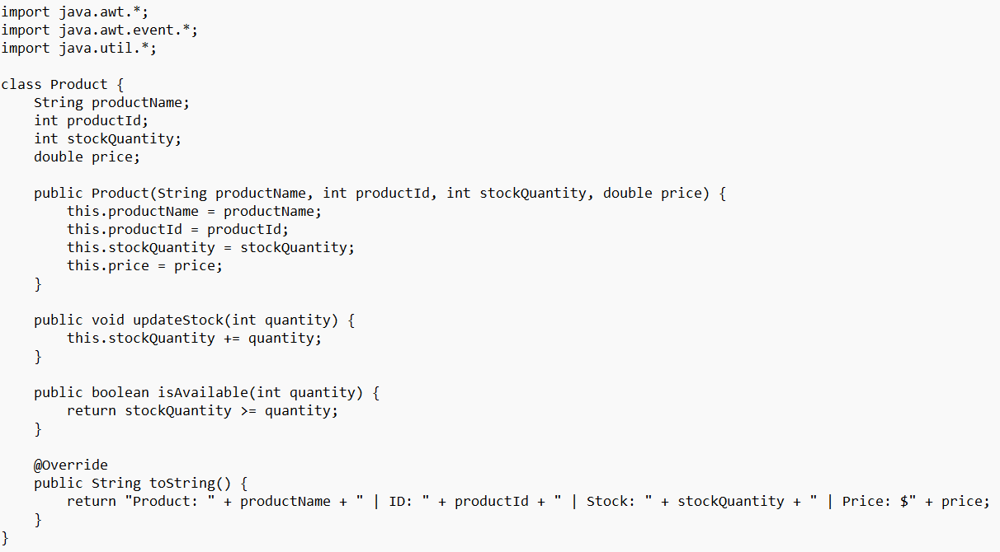 import java.awt.*;
import java.awt.event.*;
import java.util.*;

class Product {
    String productName;
    int productId;
    int stockQuantity;
    double price;

    public Product(String productName, int productId, int stockQuantity, double price) {
        this.productName = productName;
        this.productId = productId;
        this.stockQuantity = stockQuantity;
        this.price = price;
    }

    public void updateStock(int quantity) {
        this.stockQuantity += quantity;
    }

    public boolean isAvailable(int quantity) {
        return stockQuantity >= quantity;
    }

    @Override
    public String toString() {
        return "Product: " + productName + " | ID: " + productId + " | Stock: " + stockQuantity + " | Price: $" + price;
    }
}